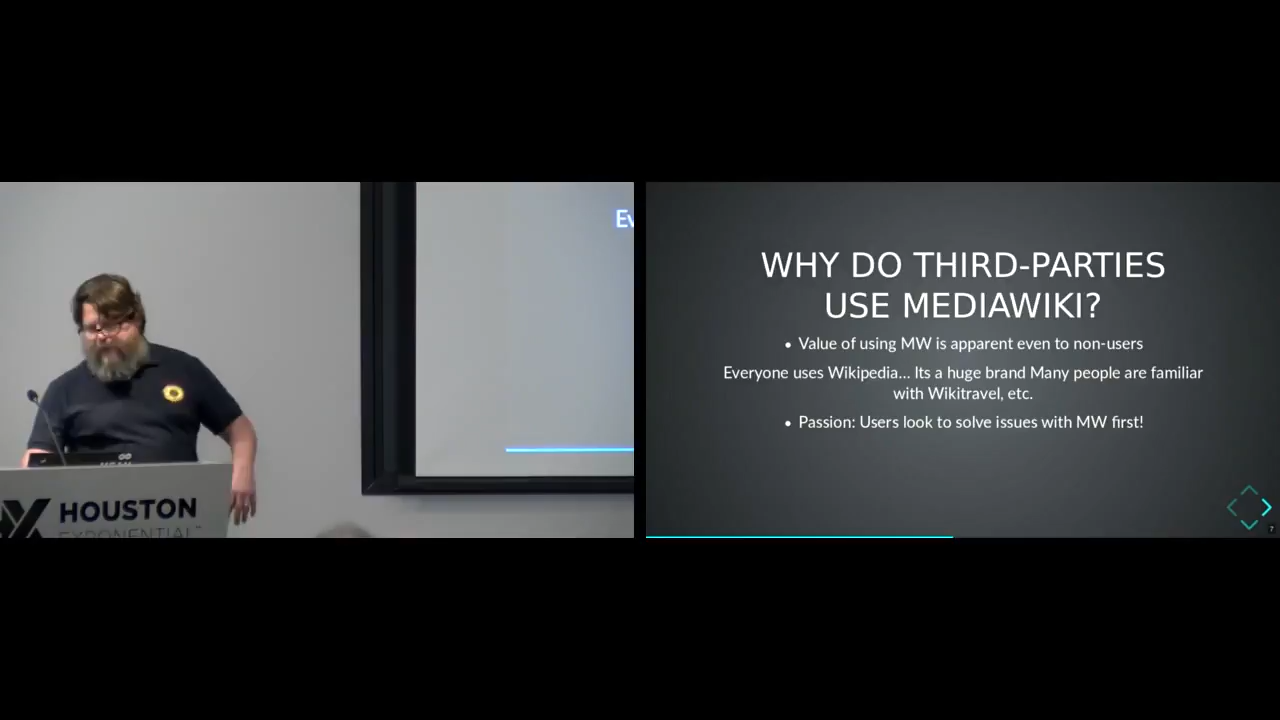 Ev
HOUSTON
EXPONENTIAL
WHY DO THIRD-PARTIES
USE MEDIAWIKI?
• Value of using MW is apparent even to non-users
Everyone uses Wikipedia... Its a huge brand Many people are familiar
with Wikitravel, etc.
• Passion: Users look to solve issues with MW first!
?